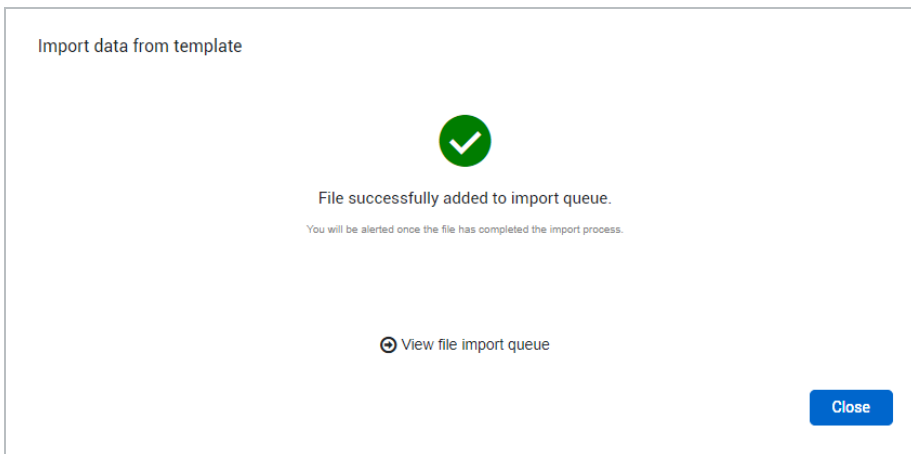 Import data from template
File successfully added to import queue.
You will be alerted once the file has completed the import process.
View file import queue
Close